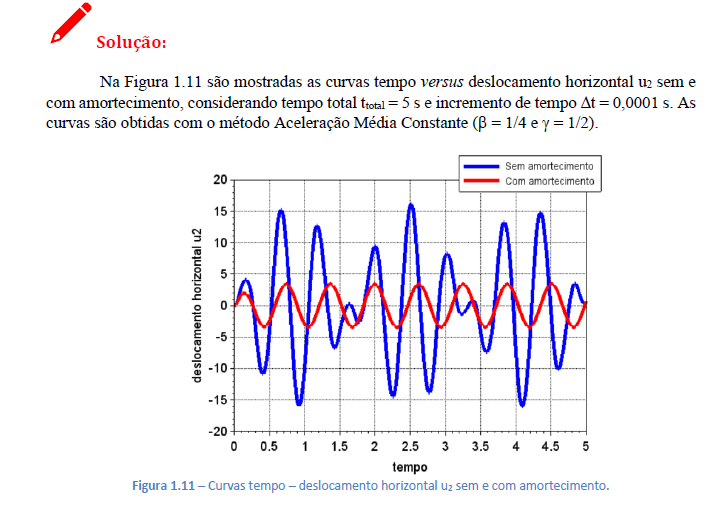 Solução:
Na Figura 1.11 são mostradas as curvas tempo versus deslocamento horizontal u₂ sem e
com amortecimento, considerando tempo total tₜₒₜₐₗ = 5 s e incremento de tempo Δt = 0,0001 s. As
curvas são obtidas com o método Aceleração Média Constante (β = 1/4 e γ = 1/2).
Sem amortecimento
Com amortecimento
deslocamento horizontal u2
20
15
10
5
0
-5
-10
-15
-20
0 0.5 1 1.5 2 2.5 3 3.5 4 4.5 5
tempo
Figura 1.11 – Curvas tempo – deslocamento horizontal u₂ sem e com amortecimento.